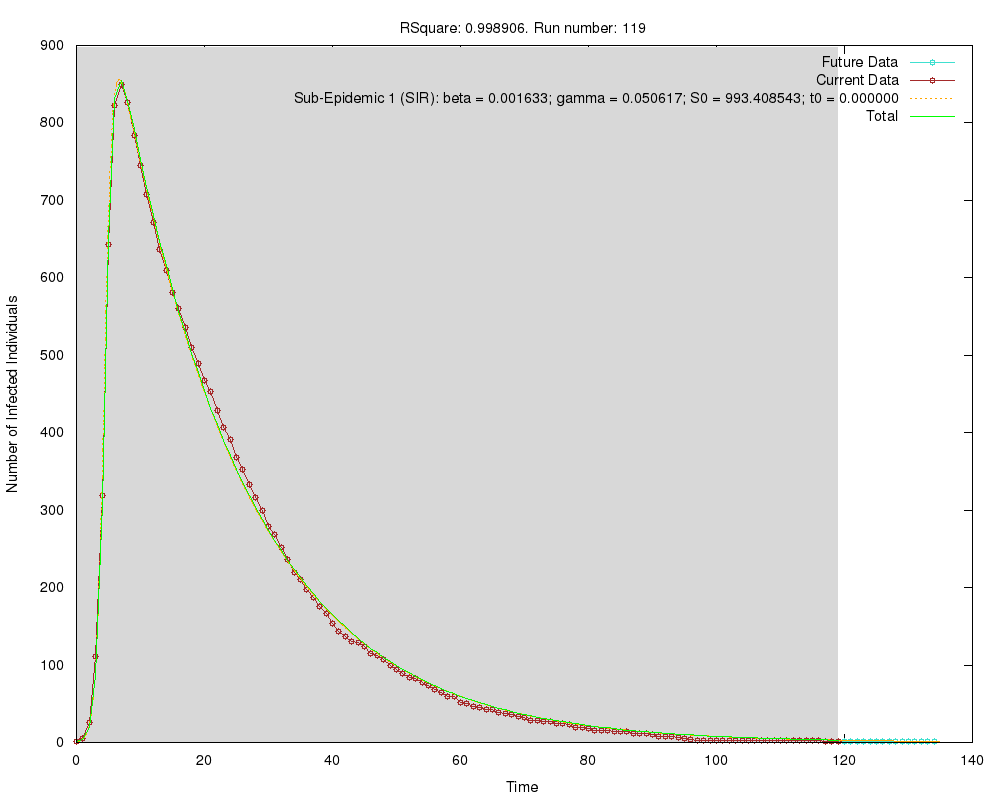 RSquare: 0.998906. Run number: 119
Future Data
Current Data
Sub-Epidemic 1 (SIR): beta = 0.001633; gamma = 0.050617; S0 = 993.408543; t0 = 0.000000
Total
900
800
700
600
500
400
300
200
100
0
Number of Infected Individuals
0 20 40 60 80 100 120 140
Time